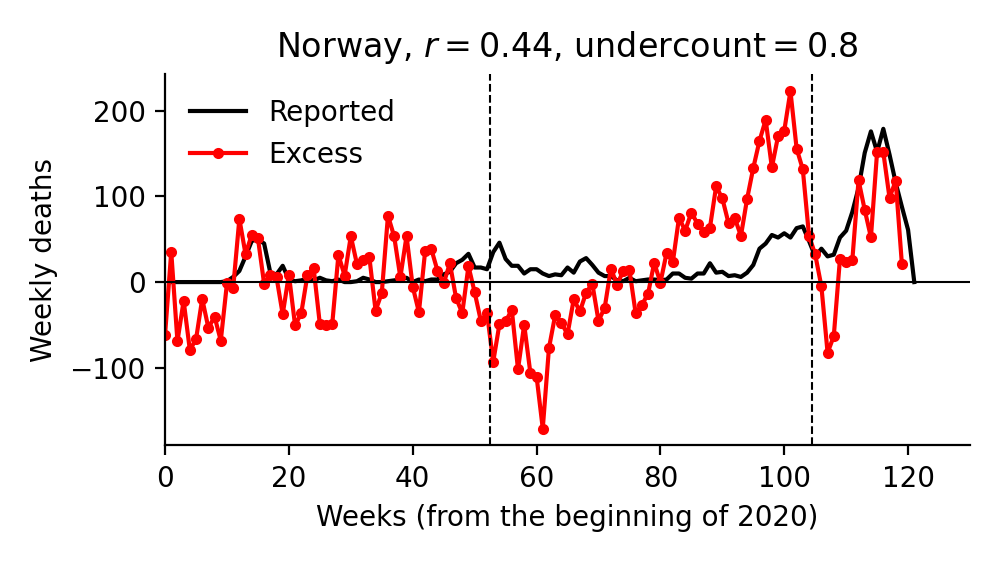 Norway, r = 0.44, undercount = 0.8
Reported
Excess
Weekly deaths
200
100
0
−100
0 20 40 60 80 100 120
Weeks (from the beginning of 2020)